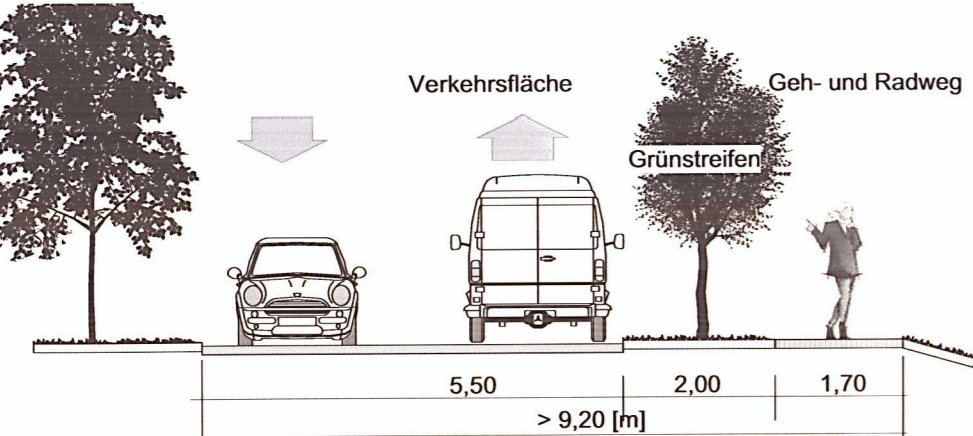 Verkehrsfläche
Geh- und Radweg
Grünstreifen
5,50
2,00
1,70
> 9,20 [m]